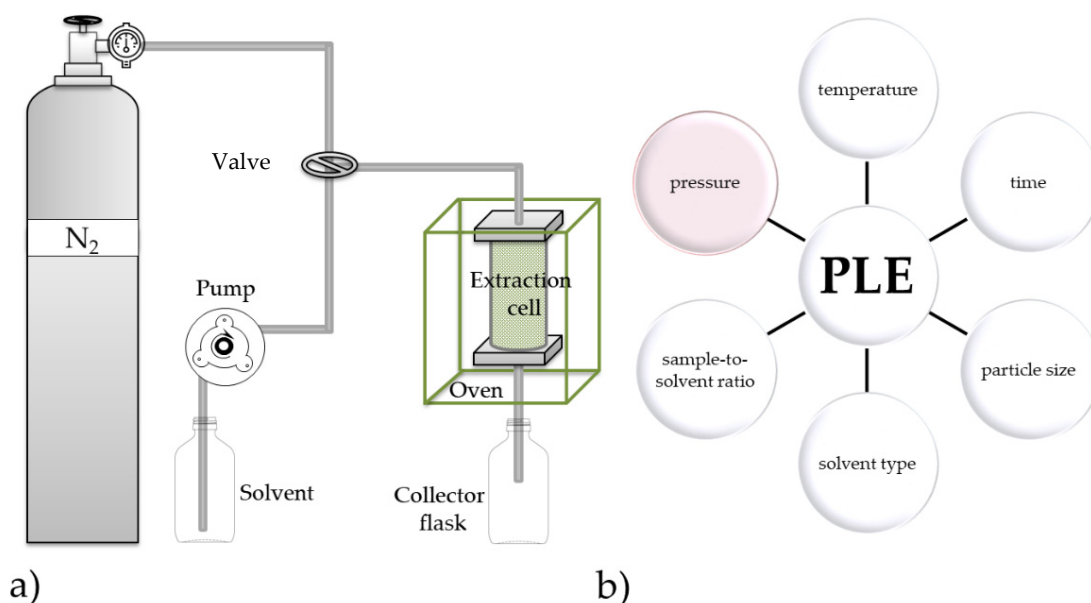 Valve
N2
Pump
Extraction
cell
Oven
Solvent
Collector
flask
a)
temperature
pressure
time
PLE
sample-to-
solvent ratio
particle size
solvent type
b)